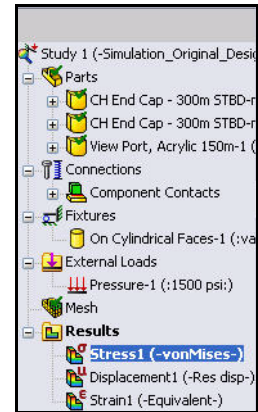 Study 1 (-Simulation_Original_Desig
Parts
CH End Cap - 300m STBD-r
CH End Cap - 300m STBD-r
View Port, Acrylic 150m-1 (
Connections
Component Contacts
Fixtures
On Cylindrical Faces-1 (:va
External Loads
Pressure-1 (:1500 psi:)
Mesh
Results
Stress1 (-vonMises-)
Displacement1 (-Res disp-)
Strain1 (-Equivalent-)